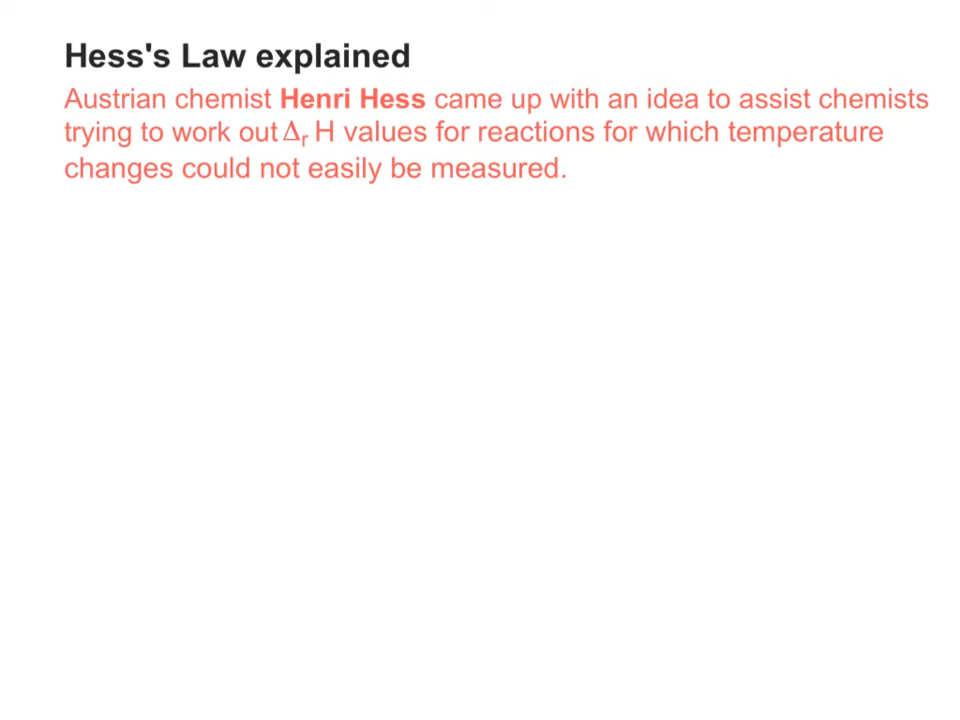 Hess's Law explained
Austrian chemist Henri Hess came up with an idea to assist chemists
trying to work out Δᵣ H values for reactions for which temperature
changes could not easily be measured.